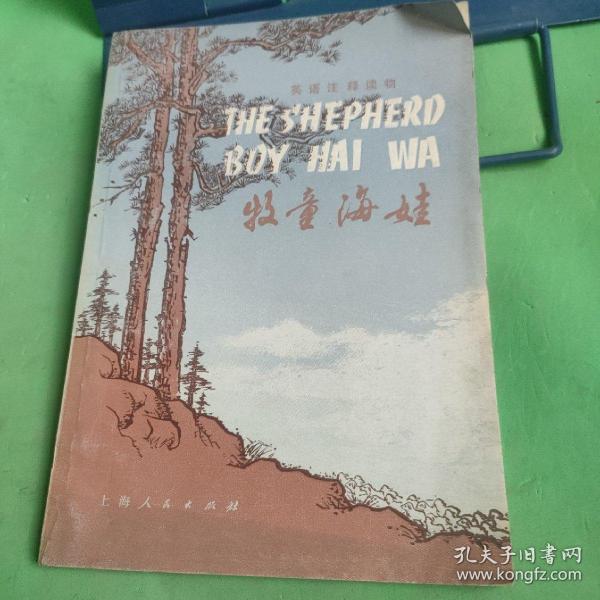 英语注释读物
THE SHEPHERD
BOY HAI WA
牧童海娃
上海人民出版社
孔夫子旧书网
www.kongfz.com